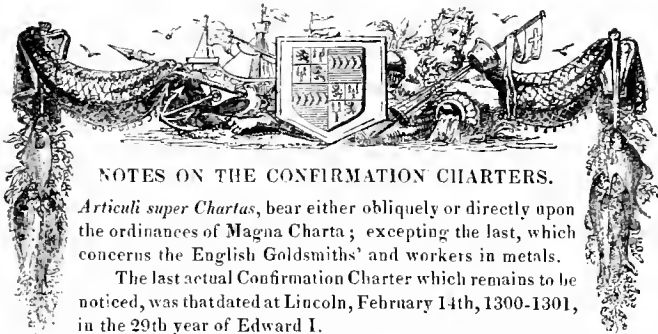 NOTES ON THE CONFIRMATION CHARTERS.
Articuli super Chartas, bear either obliquely or directly upon
the ordinances of Magna Charta; excepting the last, which
concerns the English Goldsmiths' and workers in metals.
The last actual Confirmation Charter which remains to be
noticed, was that dated at Lincoln, February 14th, 1300-1301,
in the 29th year of Edward I.